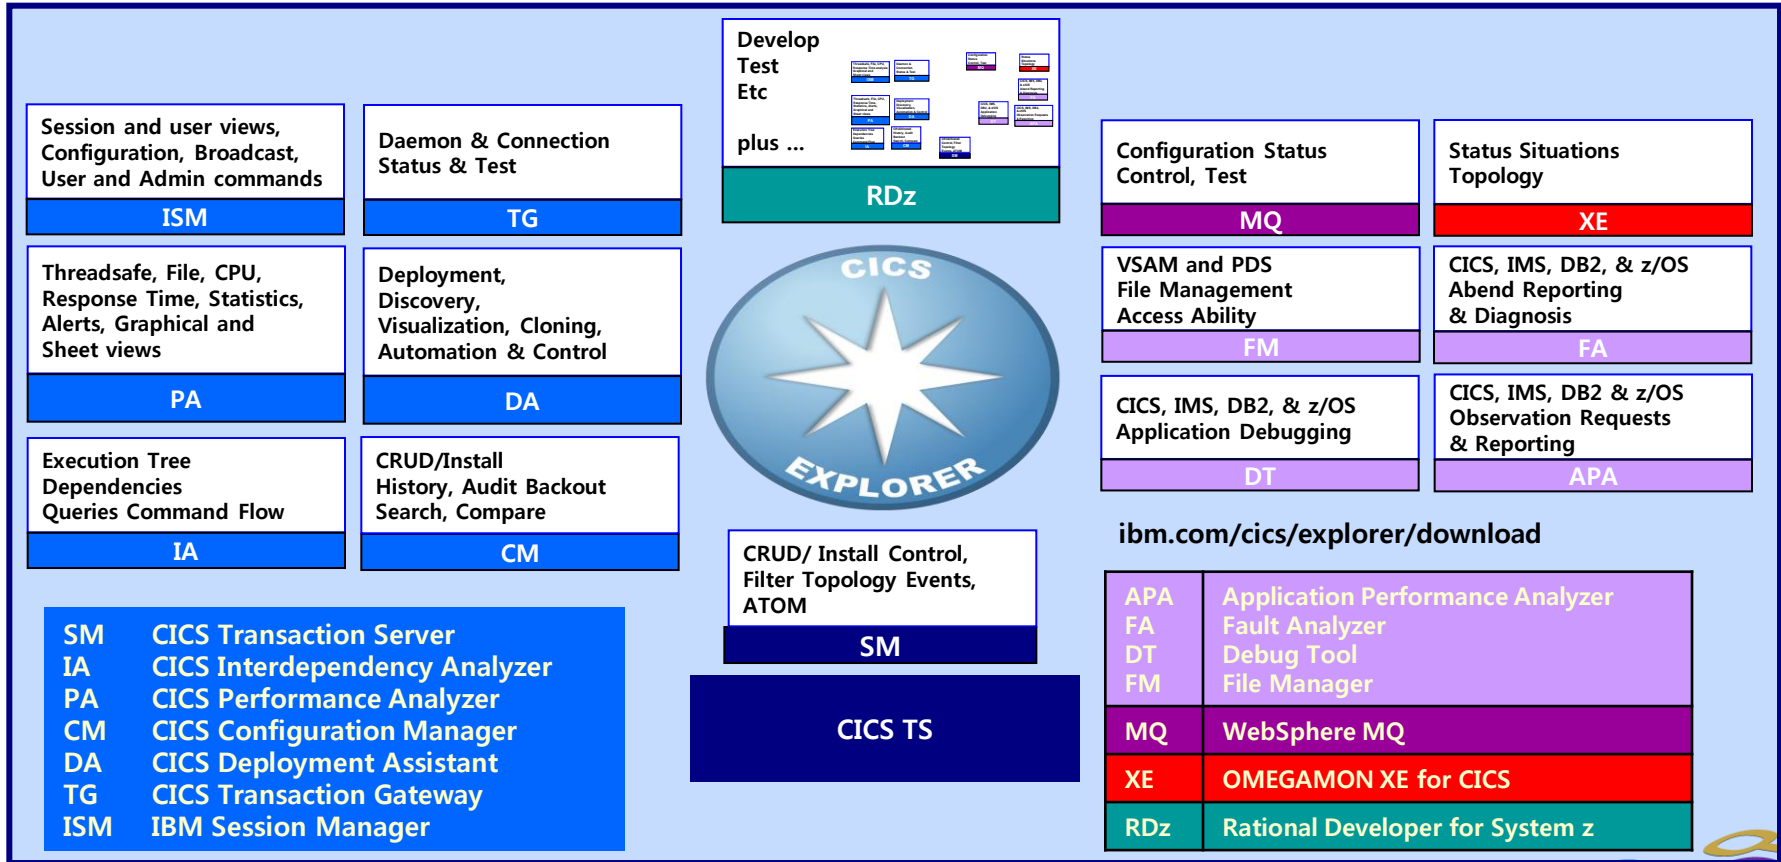 Develop
Test
Etc
plus ...
RDz
Session and user views,
Configuration, Broadcast,
User and Admin commands
ISM
Daemon & Connection
Status & Test
TG
Threadsafe, File, CPU,
Response Time, Statistics,
Alerts, Graphical and
Sheet views
PA
Deployment,
Discovery,
Visualization, Cloning,
Automation & Control
DA
Execution Tree
Dependencies
Queries Command Flow
IA
CRUD/Install
History, Audit Backout
Search, Compare
CM
CICS
EXPLORER
CRUD/ Install Control,
Filter Topology Events,
ATOM
SM
CICS TS
Configuration Status
Control, Test
MQ
Status Situations
Topology
XE
VSAM and PDS
File Management
Access Ability
FM
CICS, IMS, DB2, & z/OS
Abend Reporting
& Diagnosis
FA
CICS, IMS, DB2, & z/OS
Application Debugging
DT
CICS, IMS, DB2 & z/OS
Observation Requests
& Reporting
APA
ibm.com/cics/explorer/download
SM CICS Transaction Server
IA CICS Interdependency Analyzer
PA CICS Performance Analyzer
CM CICS Configuration Manager
DA CICS Deployment Assistant
TG CICS Transaction Gateway
ISM IBM Session Manager
APA Application Performance Analyzer
FA Fault Analyzer
DT Debug Tool
FM File Manager
MQ WebSphere MQ
XE OMEGAMON XE for CICS
RDz Rational Developer for System z